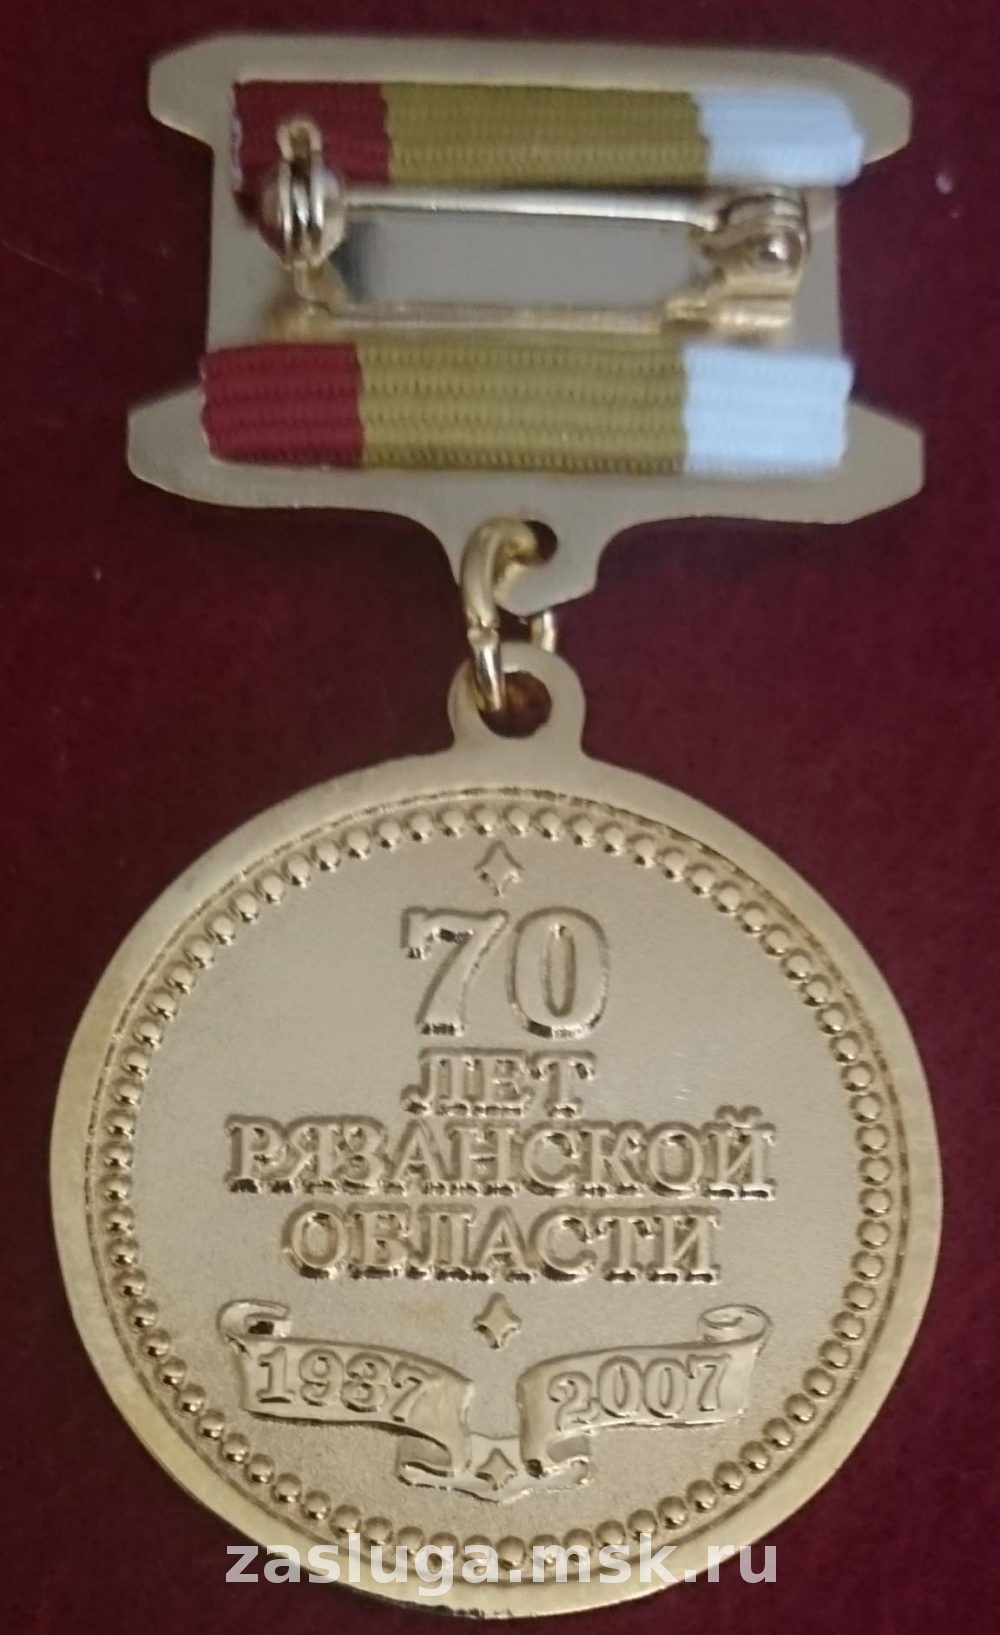 70
ЛЕТ
РЯЗАНСКОЙ
ОБЛАСТИ
1937 2007
zasluga.msk.ru